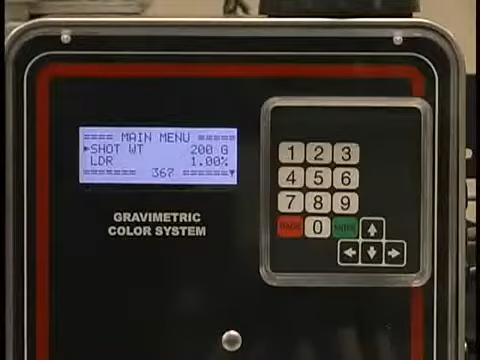 ==== MAIN MENU =====
▸SHOT WT 200 G
LDR 1.00%
======= 367 ======▾
GRAVIMETRIC
COLOR SYSTEM
1 2 3
4 5 6
7 8 9
BACK 0 ENTER